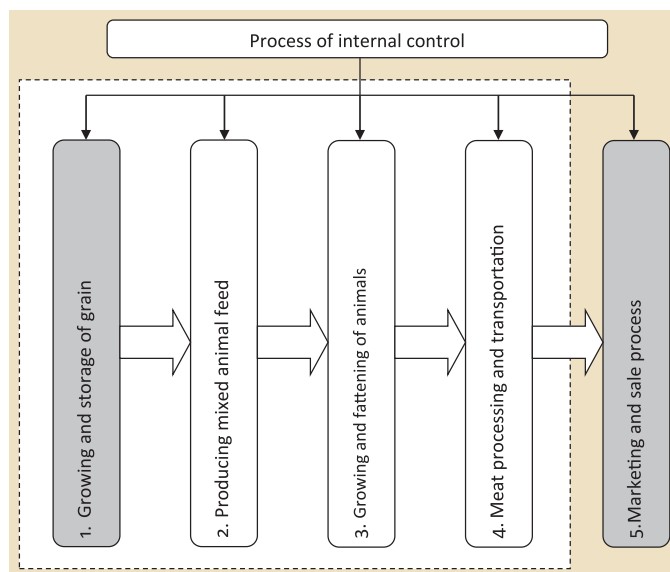 Process of internal control
1. Growing and storage of grain
2. Producing mixed animal feed
3. Growing and fattening of animals
4. Meat processing and transportation
5.Marketing and sale process